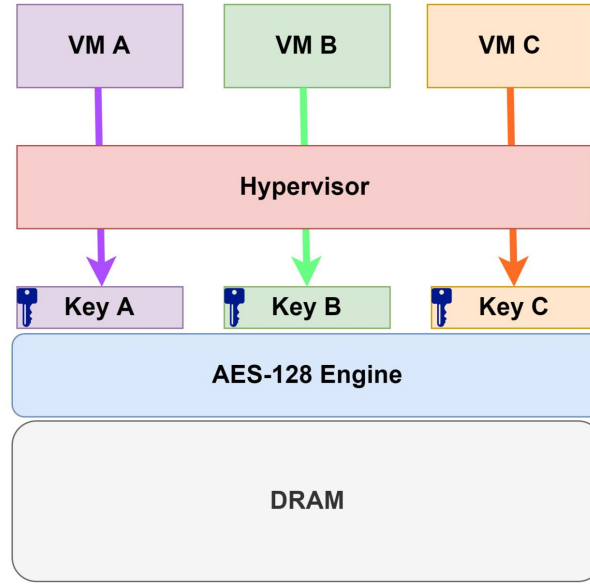 VM A
VM B
VM C
Hypervisor
Key A
Key B
Key C
AES-128 Engine
DRAM